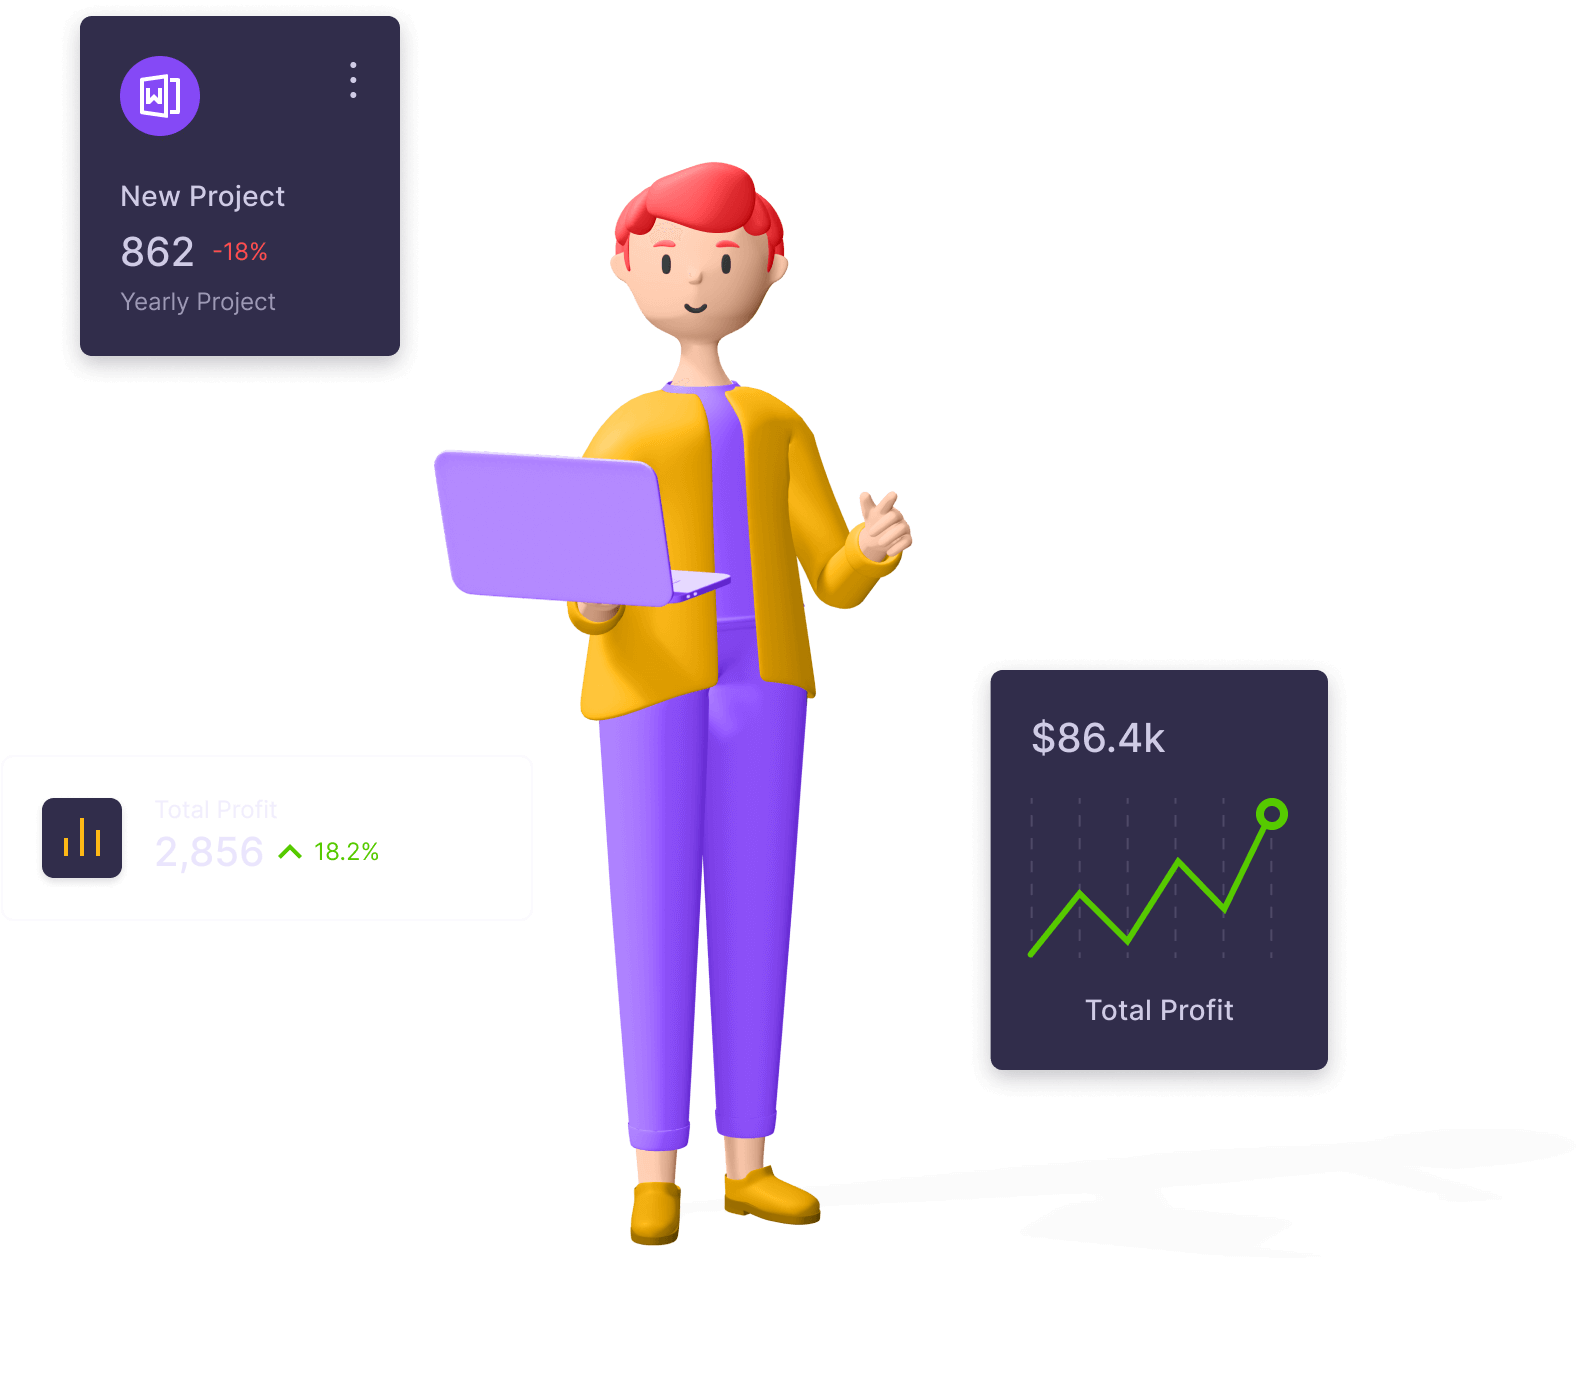 W
New Project
862 -18%
Yearly Project
Total Profit
2,856 18.2%
$86.4k
Total Profit